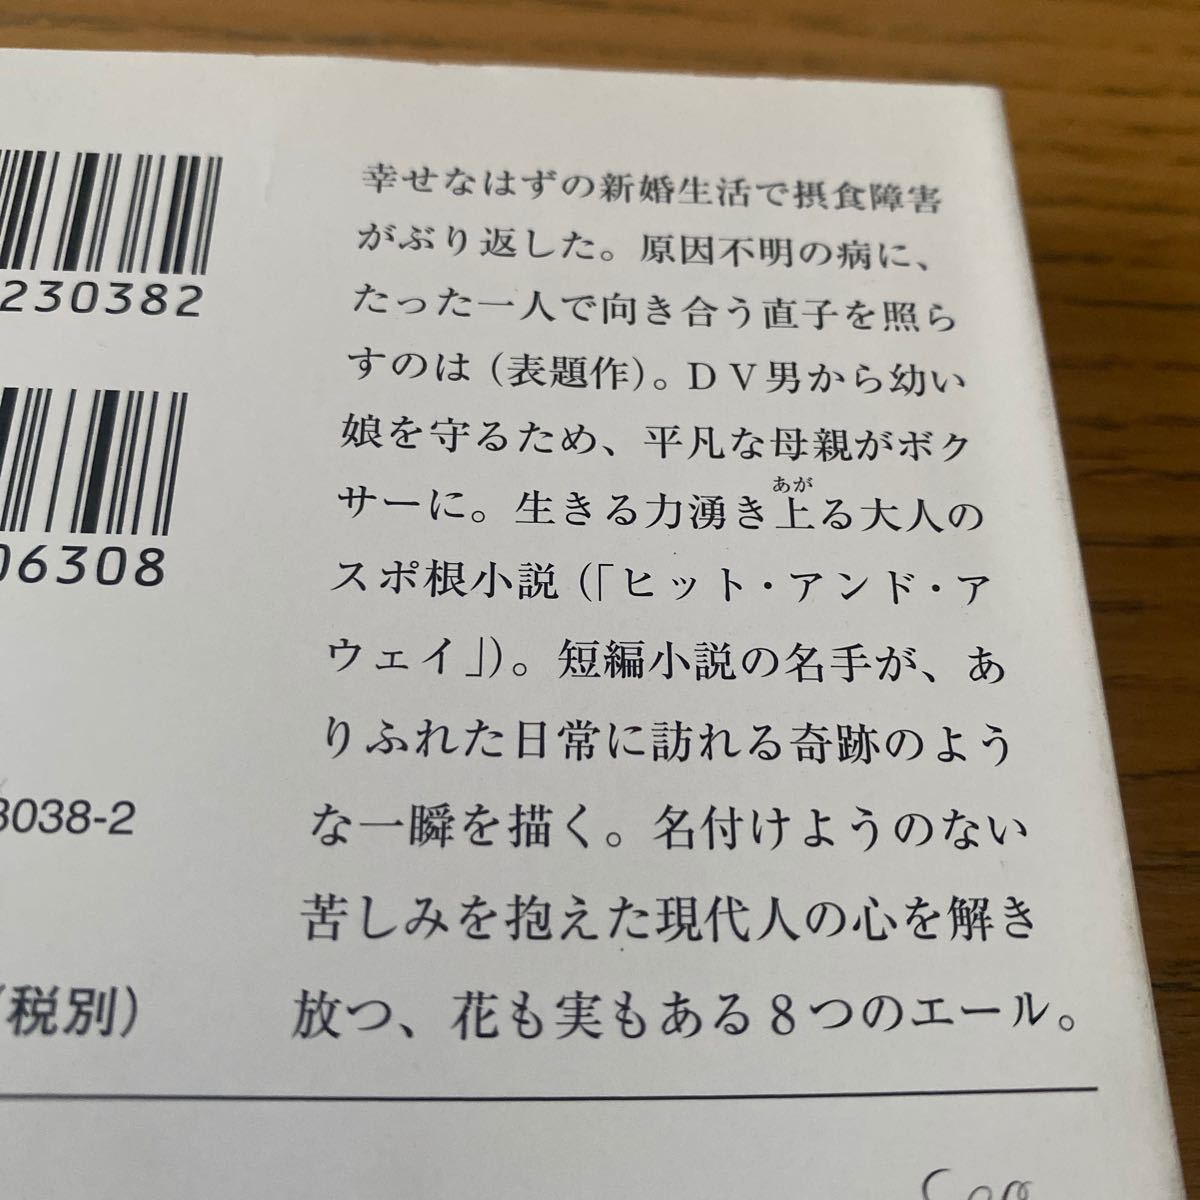 230382
06308
3038-2
(税別)
幸せなはずの新婚生活で摂食障害
がぶり返した。原因不明の病に、
たった一人で向き合う直子を照ら
すのは(表題作)。DV男から幼い
娘を守るため、平凡な母親がボク
あが
サーに。生きる力湧き上る大人の
スポ根小説(「ヒット・アンド・ア
ウェイ」)。短編小説の名手が、あ
りふれた日常に訪れる奇跡のよう
な一瞬を描く。名付けようのない
苦しみを抱えた現代人の心を解き
放つ、花も実もある8つのエール。